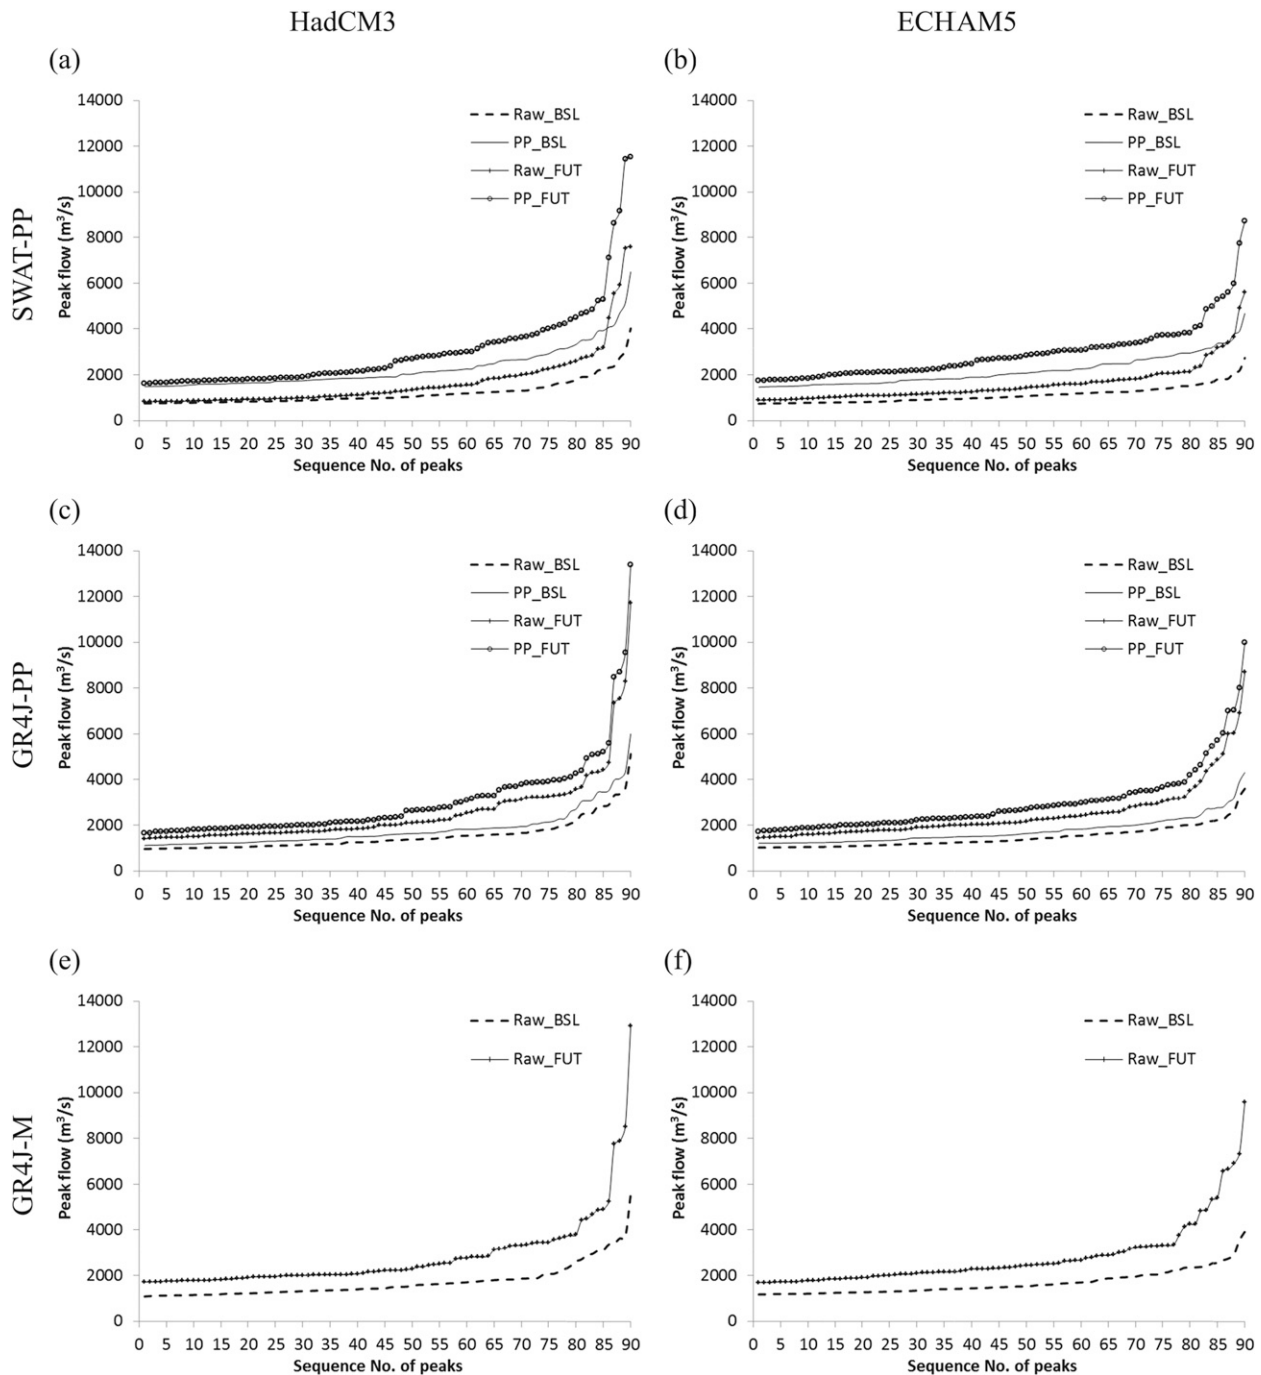 HadCM3
ECHAM5
SWAT-PP
(a)
14000
12000
10000
8000
6000
4000
2000
0
Peak flow (m³/s)
Raw_BSL
PP_BSL
Raw_FUT
PP_FUT
0 5 10 15 20 25 30 35 40 45 50 55 60 65 70 75 80 85 90
Sequence No. of peaks
(b)
14000
12000
10000
8000
6000
4000
2000
0
Peak flow (m³/s)
Raw_BSL
PP_BSL
Raw_FUT
PP_FUT
0 5 10 15 20 25 30 35 40 45 50 55 60 65 70 75 80 85 90
Sequence No. of peaks
GR4J-PP
(c)
14000
12000
10000
8000
6000
4000
2000
0
Peak flow (m³/s)
Raw_BSL
PP_BSL
Raw_FUT
PP_FUT
0 5 10 15 20 25 30 35 40 45 50 55 60 65 70 75 80 85 90
Sequence No. of peaks
(d)
14000
12000
10000
8000
6000
4000
2000
0
Peak flow (m³/s)
Raw_BSL
PP_BSL
Raw_FUT
PP_FUT
0 5 10 15 20 25 30 35 40 45 50 55 60 65 70 75 80 85 90
Sequence No. of peaks
GR4J-M
(e)
14000
12000
10000
8000
6000
4000
2000
0
Peak flow (m³/s)
Raw_BSL
Raw_FUT
0 5 10 15 20 25 30 35 40 45 50 55 60 65 70 75 80 85 90
Sequence No. of peaks
(f)
14000
12000
10000
8000
6000
4000
2000
0
Peak flow (m³/s)
Raw_BSL
Raw_FUT
0 5 10 15 20 25 30 35 40 45 50 55 60 65 70 75 80 85 90
Sequence No. of peaks